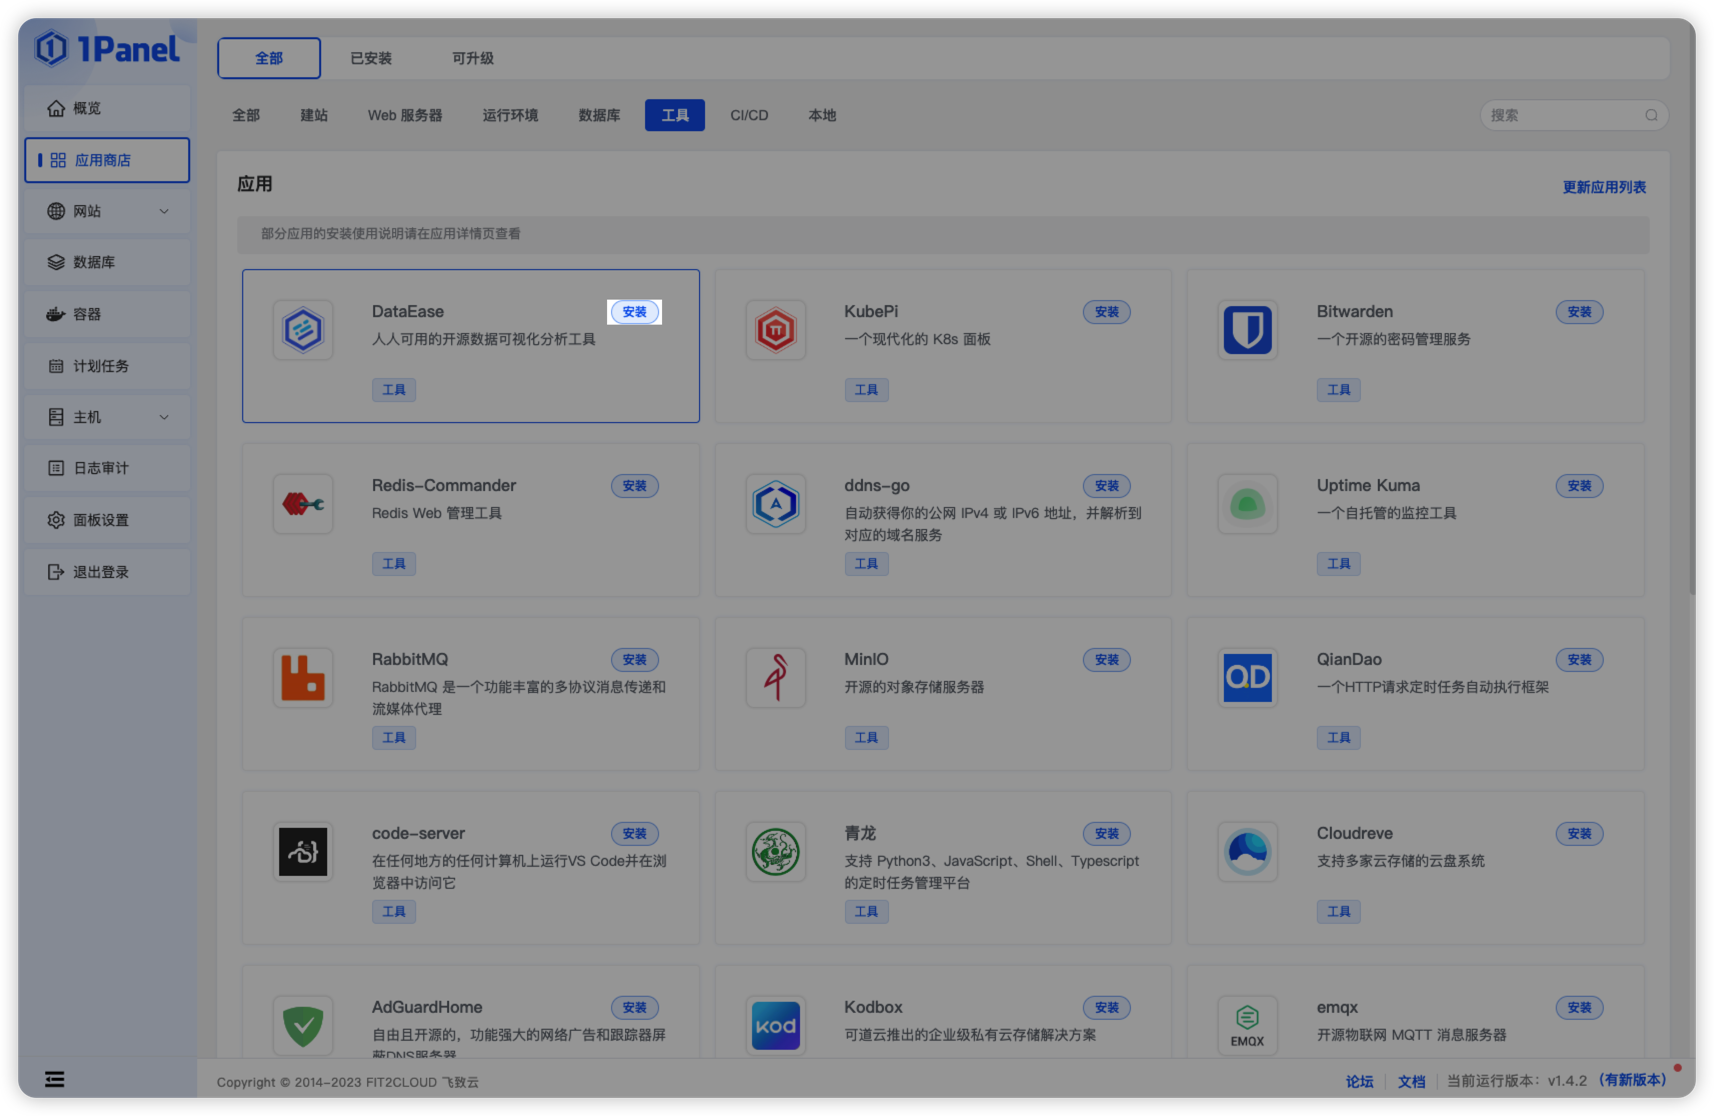 1Panel
概览
应用商店
网站
数据库
容器
计划任务
主机
日志审计
面板设置
退出登录
全部 已安装 可升级
全部 建站 Web 服务器 运行环境 数据库 工具 CI/CD 本地 搜索
应用 更新应用列表
部分应用的安装使用说明请在应用详情页查看
DataEase 安装
人人可用的开源数据可视化分析工具
工具
KubePi 安装
一个现代化的 K8s 面板
工具
Bitwarden 安装
一个开源的密码管理服务
工具
Redis-Commander 安装
Redis Web 管理工具
工具
ddns-go 安装
自动获得你的公网 IPv4 或 IPv6 地址，并解析到
对应的域名服务
工具
Uptime Kuma 安装
一个自托管的监控工具
工具
RabbitMQ 安装
RabbitMQ 是一个功能丰富的多协议消息传递和
流媒体代理
工具
MinIO 安装
开源的对象存储服务器
工具
QD
QianDao 安装
一个HTTP请求定时任务自动执行框架
工具
code-server 安装
在任何地方的任何计算机上运行VS Code并在浏
览器中访问它
工具
青龙 安装
支持 Python3、JavaScript、Shell、Typescript
的定时任务管理平台
工具
Cloudreve 安装
支持多家云存储的云盘系统
工具
AdGuardHome 安装
自由且开源的，功能强大的网络广告和跟踪器屏
蔽DNS服务器
kod
Kodbox 安装
可道云推出的企业级私有云存储解决方案
EMQX
emqx 安装
开源物联网 MQTT 消息服务器
Copyright © 2014-2023 FIT2CLOUD 飞致云
论坛 文档 当前运行版本： v1.4.2 (有新版本)